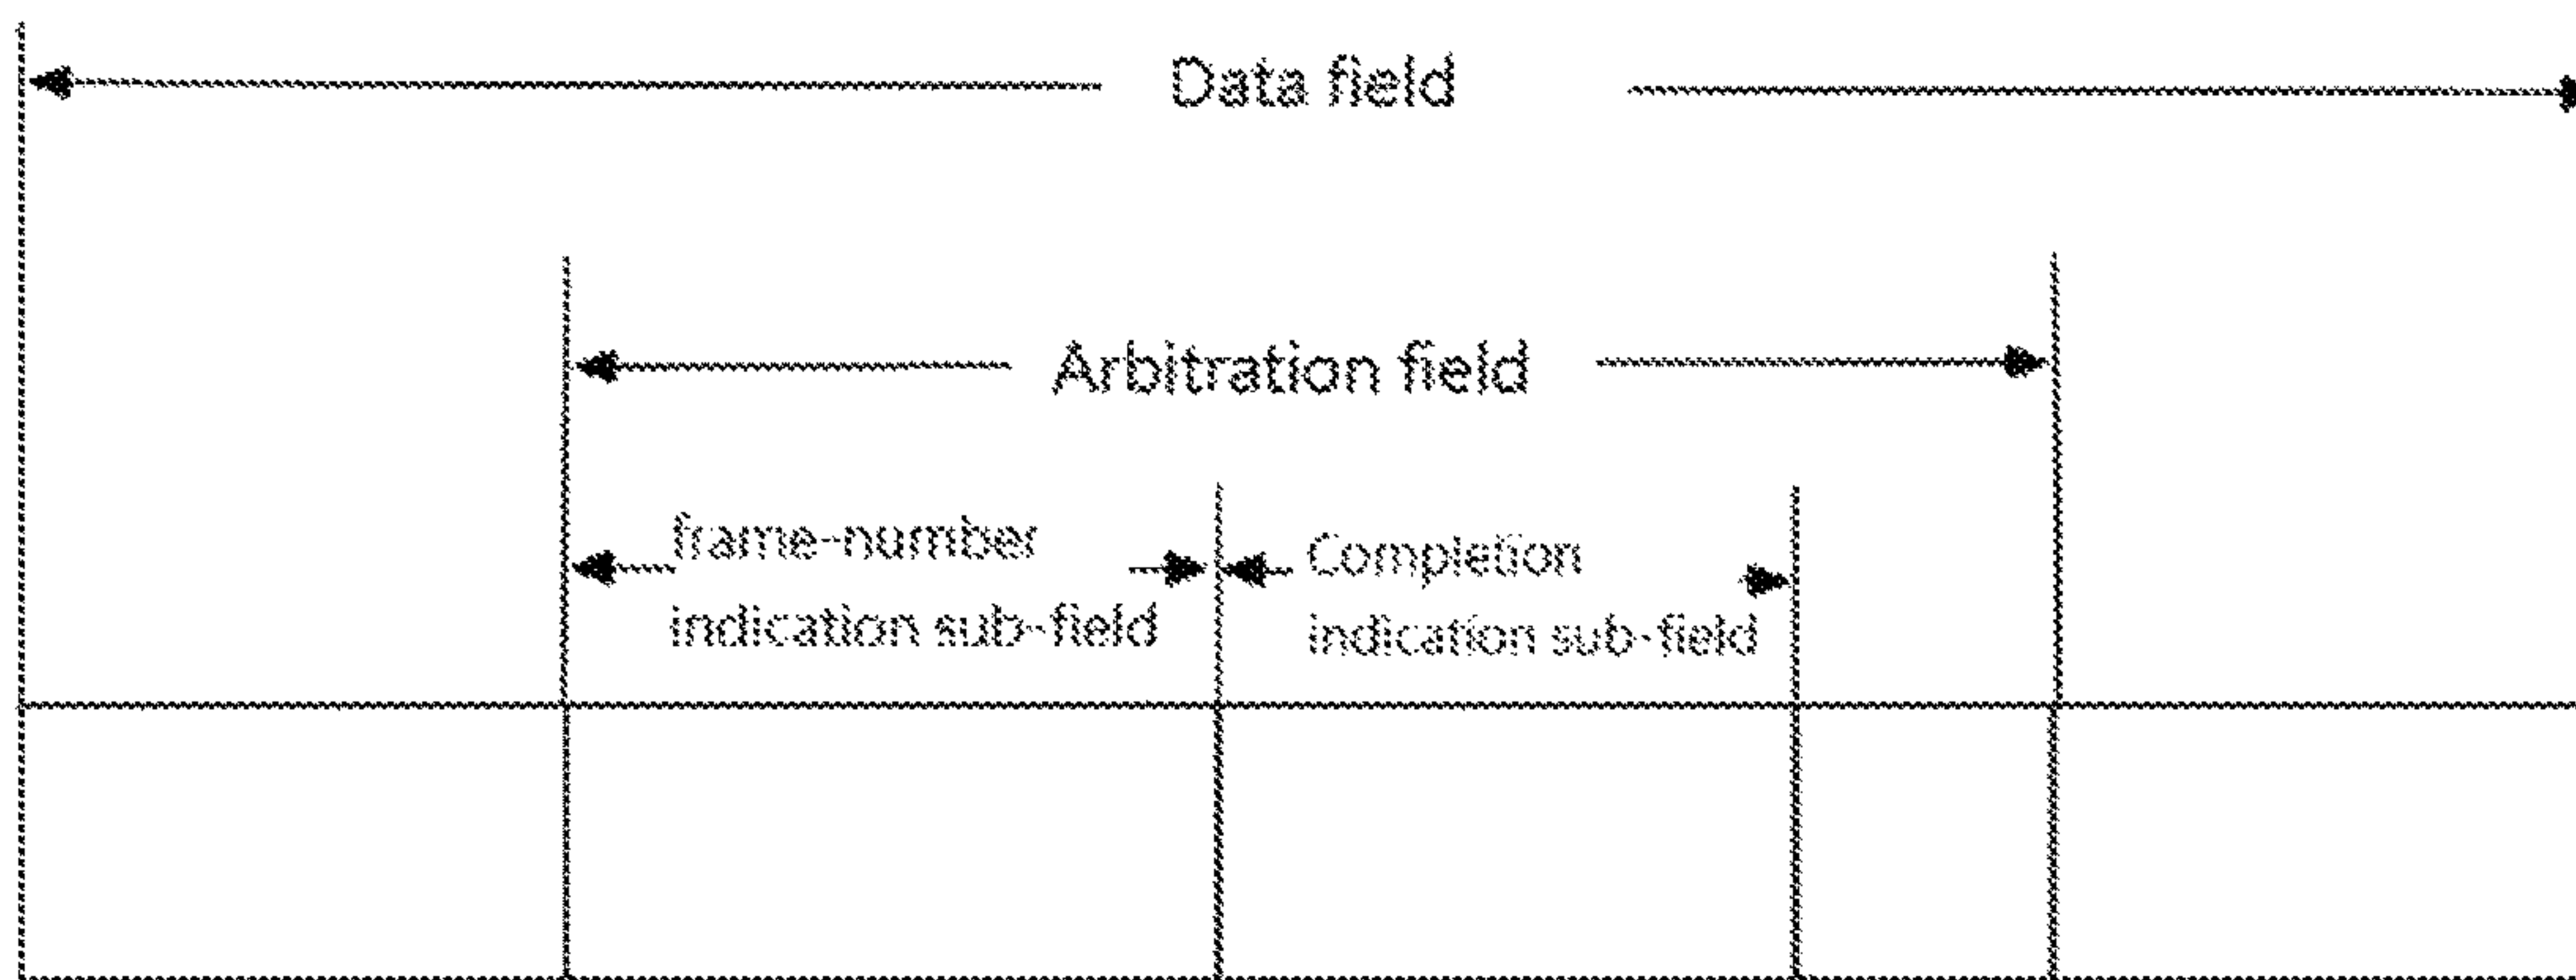 Data field
Arbitration field
frame-number
indication sub-field
Completion
indication sub-field